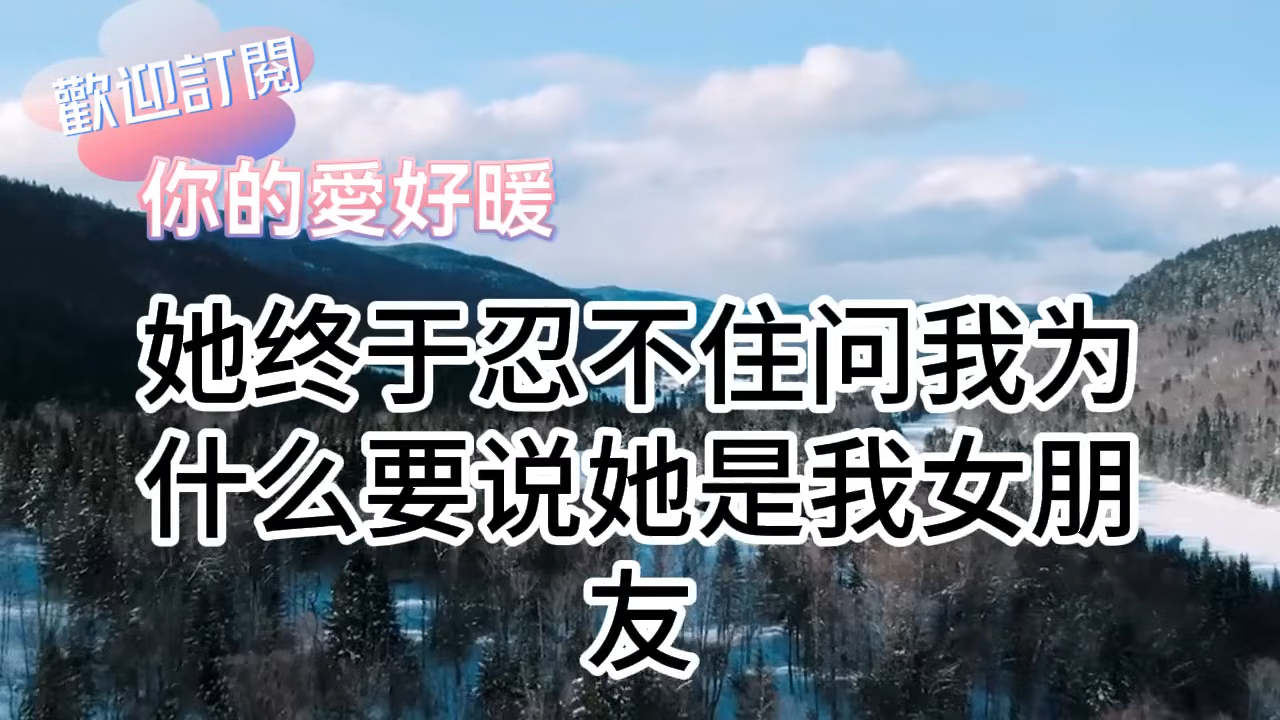 歡迎訂閱
你的愛好暖
她终于忍不住问我为
什么要说她是我女朋
友